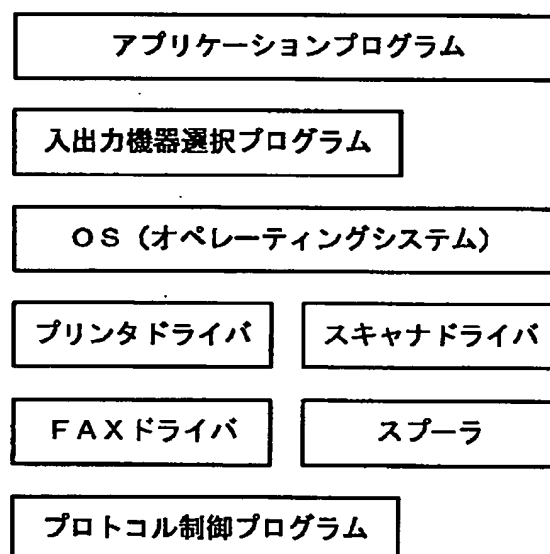 アプリケーションプログラム
入出力機器選択プログラム
OS(オペレーティングシステム)
プリンタドライバ
スキャナドライバ
FAXドライバ
スプーラ
プロトコル制御プログラム